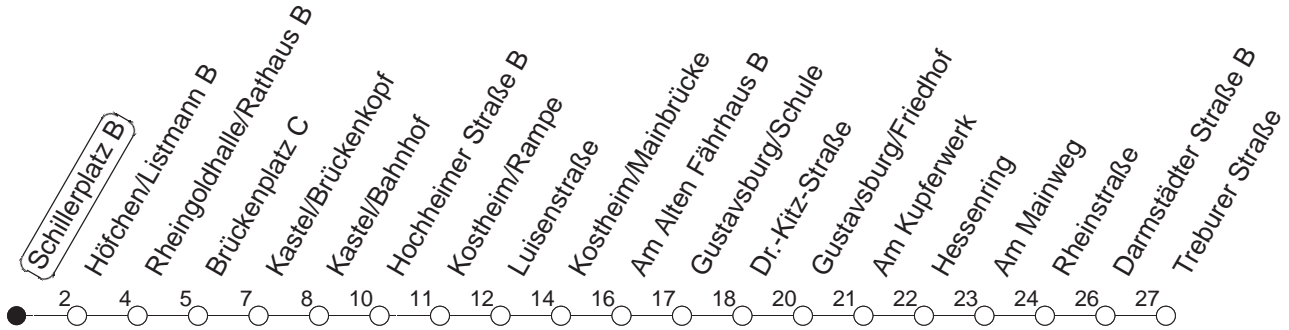 Schillerplatz B
Höfchen/Listmann B
Rheingoldhalle/Rathaus B
Brückenplatz C
Kastel/Brückenkopf
Kastel/Bahnhof
Hochheimer Straße B
Kostheim/Rampe
Luisenstraße
Kostheim/Mainbrücke
Am Alten Fährhaus B
Gustavsburg/Schule
Dr.-Kitz-Straße
Gustavsburg/Friedhof
Am Kupferwerk
Hessenring
Am Mainweg
Rheinstraße
Darmstädter Straße B
Treburer Straße
2 4 5 7 8 10 11 12 14 16 17 18 20 21 22 23 24 26 27